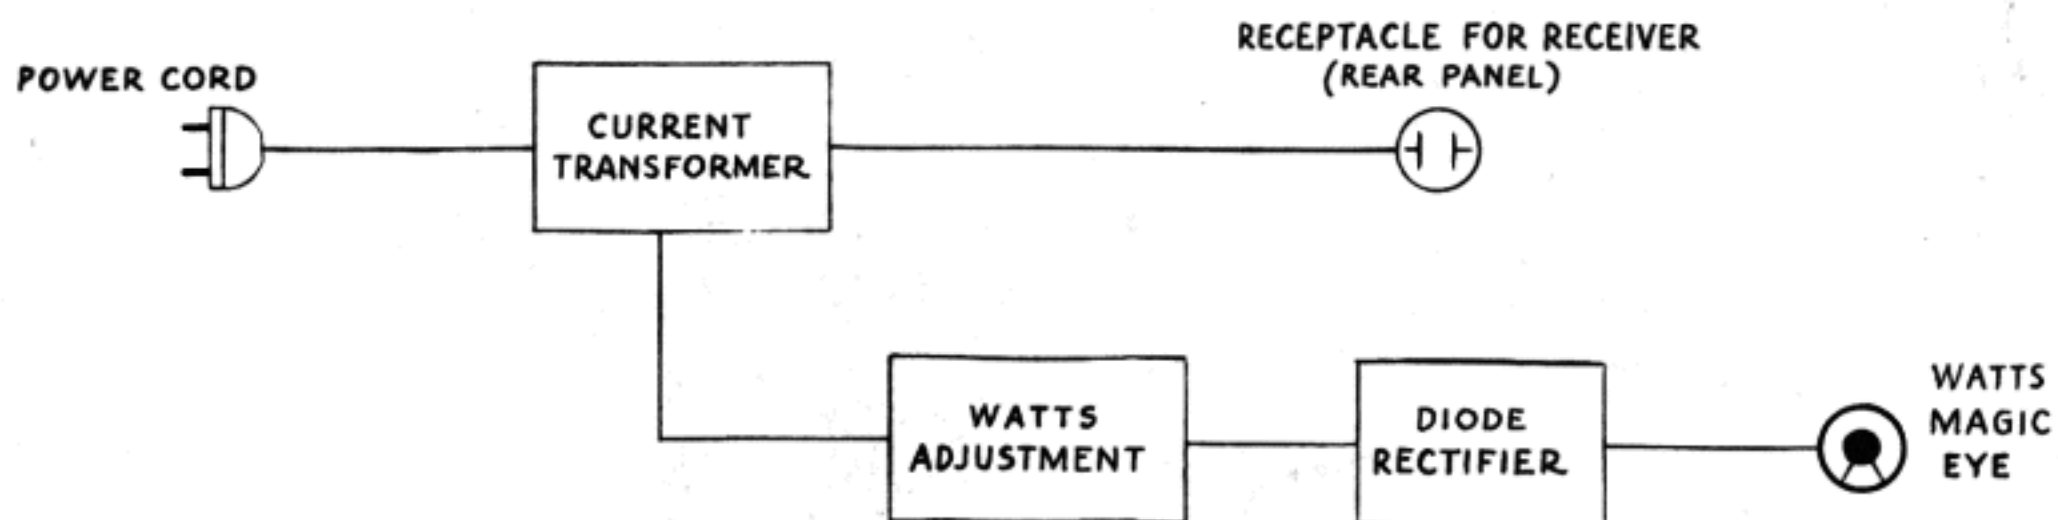 POWER CORD
CURRENT
TRANSFORMER
RECEPTACLE FOR RECEIVER
(REAR PANEL)
WATTS
ADJUSTMENT
DIODE
RECTIFIER
WATTS
MAGIC
EYE